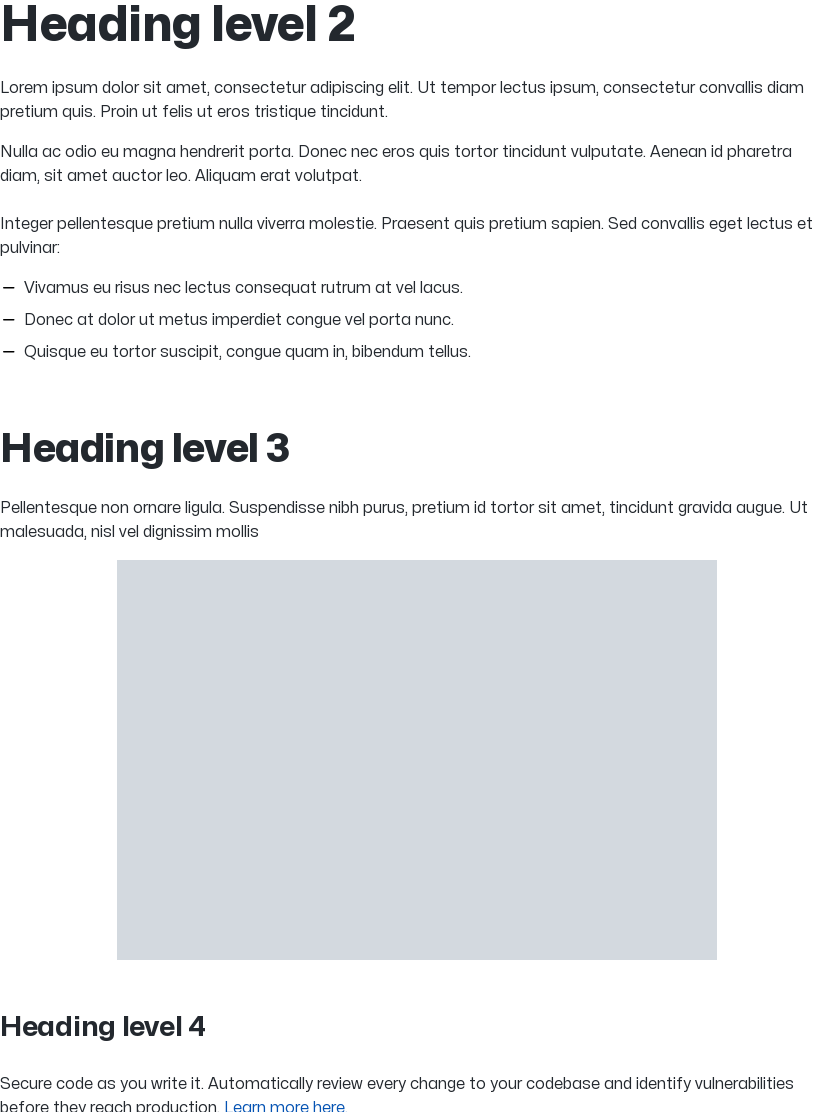 Heading level 2
Lorem ipsum dolor sit amet, consectetur adipiscing elit. Ut tempor lectus ipsum, consectetur convallis diam
pretium quis. Proin ut felis ut eros tristique tincidunt.
Nulla ac odio eu magna hendrerit porta. Donec nec eros quis tortor tincidunt vulputate. Aenean id pharetra
diam, sit amet auctor leo. Aliquam erat volutpat.
Integer pellentesque pretium nulla viverra molestie. Praesent quis pretium sapien. Sed convallis eget lectus et
pulvinar:
— Vivamus eu risus nec lectus consequat rutrum at vel lacus.
— Donec at dolor ut metus imperdiet congue vel porta nunc.
— Quisque eu tortor suscipit, congue quam in, bibendum tellus.
Heading level 3
Pellentesque non ornare ligula. Suspendisse nibh purus, pretium id tortor sit amet, tincidunt gravida augue. Ut
malesuada, nisl vel dignissim mollis
Heading level 4
Secure code as you write it. Automatically review every change to your codebase and identify vulnerabilities
before they reach production. Learn more here.